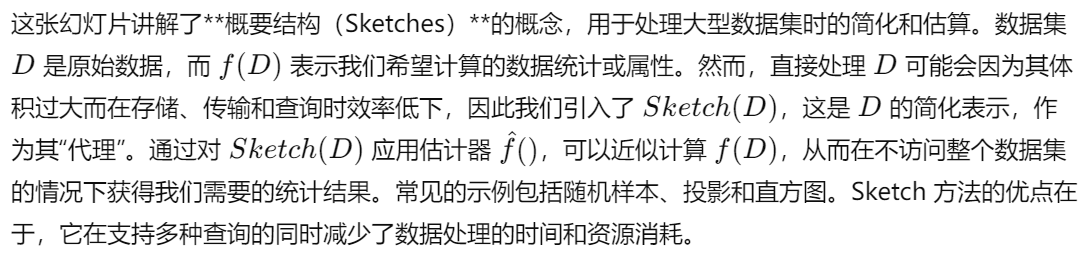 这张幻灯片讲解了**概要结构（Sketches）**的概念，用于处理大型数据集时的简化和估算。数据集
D 是原始数据，而 f(D) 表示我们希望计算的数据统计或属性。然而，直接处理 D 可能会因为其体
积过大而在存储、传输和查询时效率低下，因此我们引入了 Sketch(D)，这是 D 的简化表示，作
为其“代理”。通过对 Sketch(D) 应用估计器 f̂()，可以近似计算 f(D)，从而在不访问整个数据集
的情况下获得我们需要的统计结果。常见的示例包括随机样本、投影和直方图。Sketch 方法的优点在
于，它在支持多种查询的同时减少了数据处理的时间和资源消耗。